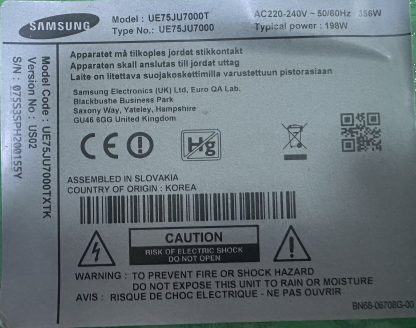 SAMSUNG
Model : UE75JU7000T
Type No.: UE75JU7000
AC220-240V ~ 50/60Hz 356W
Typical power : 198W
Apparatet må tilkoples jordet stikkontakt
Apparaten skall anslutas till jordat uttag
Laite on litettava suojakosketimilla varustettuun pistorasiaan
Samsung Electronics (UK) Ltd, Euro QA Lab.
Blackbushe Business Park
Saxony Way, Yateley, Hampshire
GU46 6GG United Kingdom
CE
Hg
ASSEMBLED IN SLOVAKIA
COUNTRY OF ORIGIN : KOREA
CAUTION
RISK OF ELECTRIC SHOCK
DO NOT OPEN
WARNING : TO PREVENT FIRE OR SHOCK HAZARD
DO NOT EXPOSE THIS UNIT TO RAIN OR MOISTURE
AVIS : RISQUE DE CHOC ELECTRIQUE - NE PAS OUVRIR
BN68-06708G-00
Model Code: UE75JU7000TXTK
Version No : US02
S/N: 075S3SPH200155Y